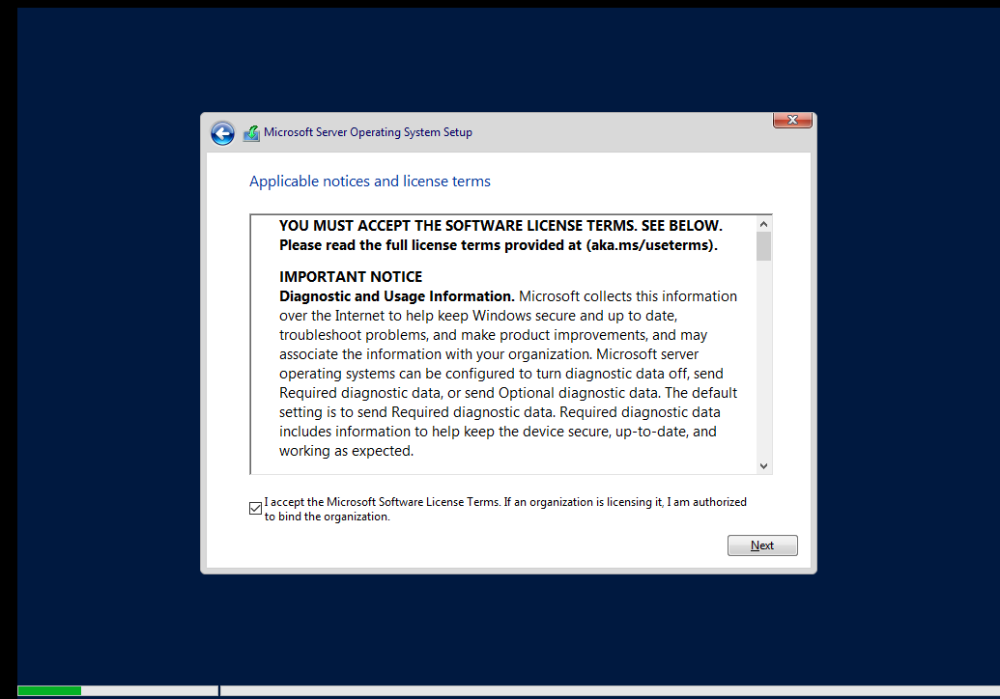 Microsoft Server Operating System Setup
Applicable notices and license terms
YOU MUST ACCEPT THE SOFTWARE LICENSE TERMS. SEE BELOW.
Please read the full license terms provided at (aka.ms/useterms).
IMPORTANT NOTICE
Diagnostic and Usage Information. Microsoft collects this information
over the Internet to help keep Windows secure and up to date,
troubleshoot problems, and make product improvements, and may
associate the information with your organization. Microsoft server
operating systems can be configured to turn diagnostic data off, send
Required diagnostic data, or send Optional diagnostic data. The default
setting is to send Required diagnostic data. Required diagnostic data
includes information to help keep the device secure, up-to-date, and
working as expected.
I accept the Microsoft Software License Terms. If an organization is licensing it, I am authorized
to bind the organization.
Next